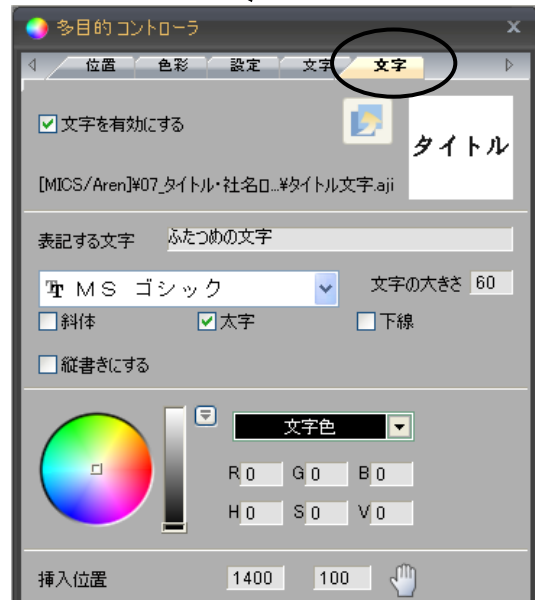 多目的コントローラ x
位置 色彩 設定 文字 文字
文字を有効にする
タイトル
[MICS/Aren]¥07_タイトル・社名ロ...¥タイトル文字.aji
表記する文字 ふたつめの文字
MS ゴシック 文字の大きさ 60
斜体 太字 下線
縦書きにする
文字色
R 0 G 0 B 0
H 0 S 0 V 0
挿入位置 1400 100